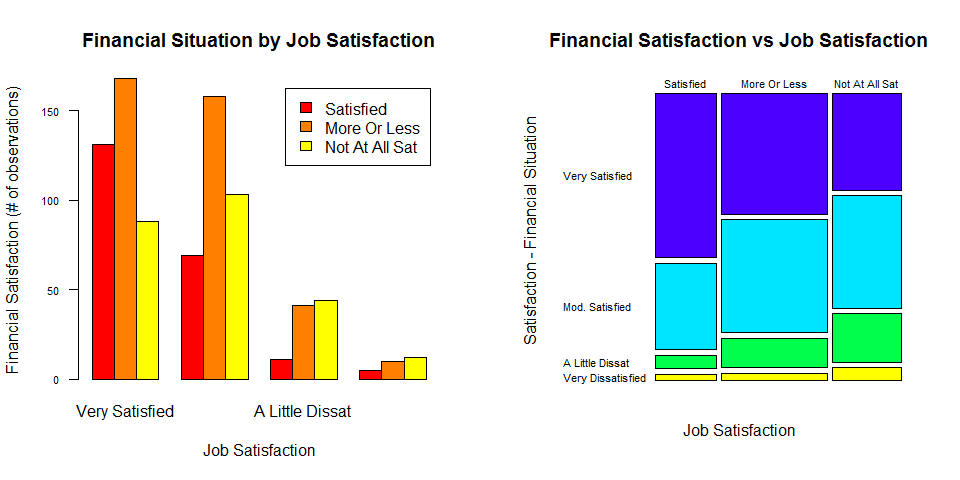 Financial Situation by Job Satisfaction
Financial Satisfaction (# of observations)
150
100
50
0
Satisfied
More Or Less
Not At All Sat
Very Satisfied
A Little Dissat
Job Satisfaction
Financial Satisfaction vs Job Satisfaction
Satisfaction - Financial Situation
Satisfied
More Or Less
Not At All Sat
Very Satisfied
Mod. Satisfied
A Little Dissat
Very Dissatisfied
Job Satisfaction